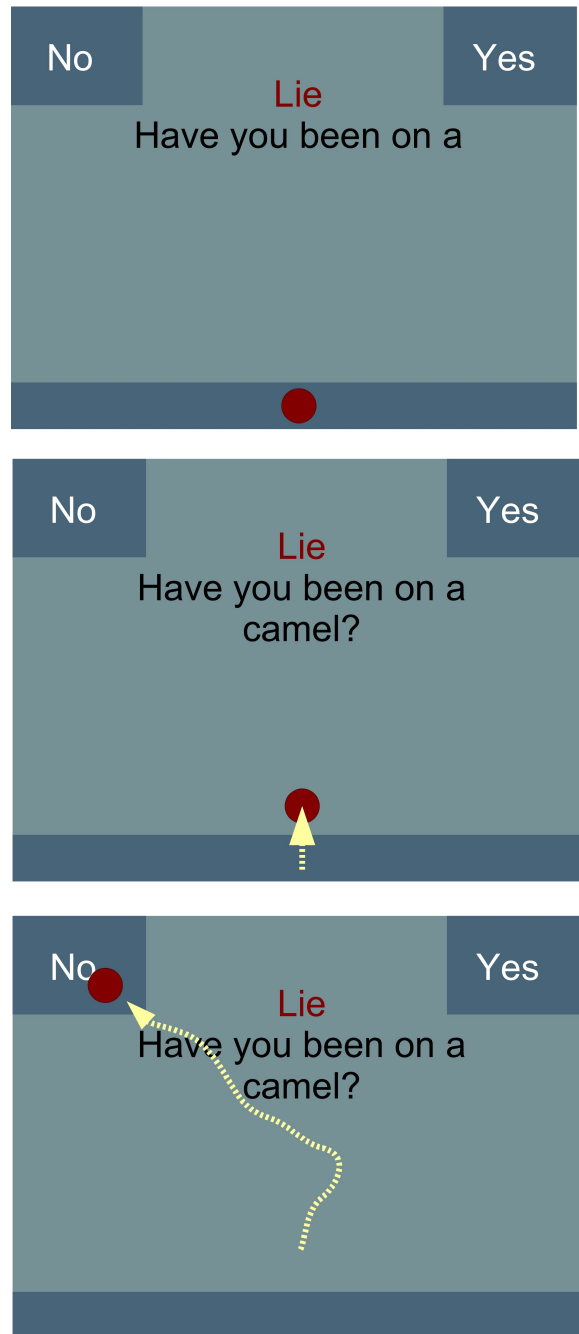 No
Yes
Lie
Have you been on a
No
Yes
Lie
Have you been on a
camel?
No
Yes
Lie
Have you been on a
camel?